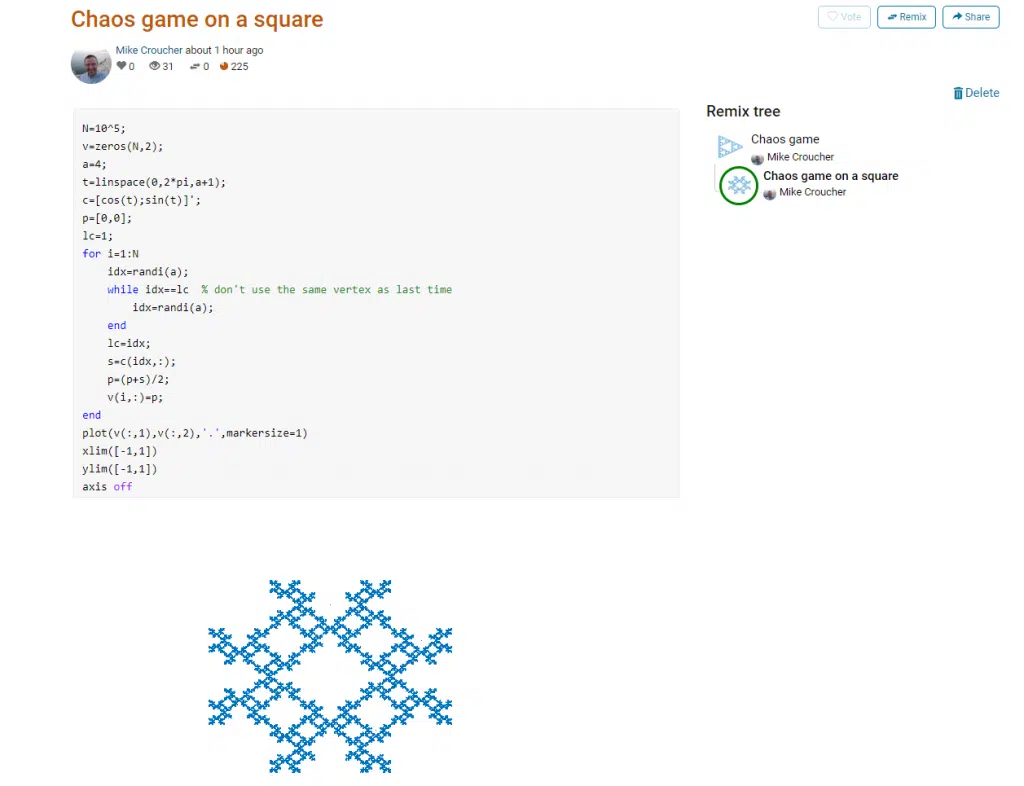 Chaos game on a square
Vote
Remix
Share
Mike Croucher about 1 hour ago
0 31 0 225
Delete
Remix tree
Chaos game
Mike Croucher
Chaos game on a square
Mike Croucher
N=10^5;
v=zeros(N,2);
a=4;
t=linspace(0,2*pi,a+1);
c=[cos(t);sin(t)]';
p=[0,0];
lc=1;
for i=1:N
    idx=randi(a);
    while idx==lc  % don't use the same vertex as last time
        idx=randi(a);
    end
    lc=idx;
    s=c(idx,:);
    p=(p+s)/2;
    v(i,:)=p;
end
plot(v(:,1),v(:,2),'.',markersize=1)
xlim([-1,1])
ylim([-1,1])
axis off